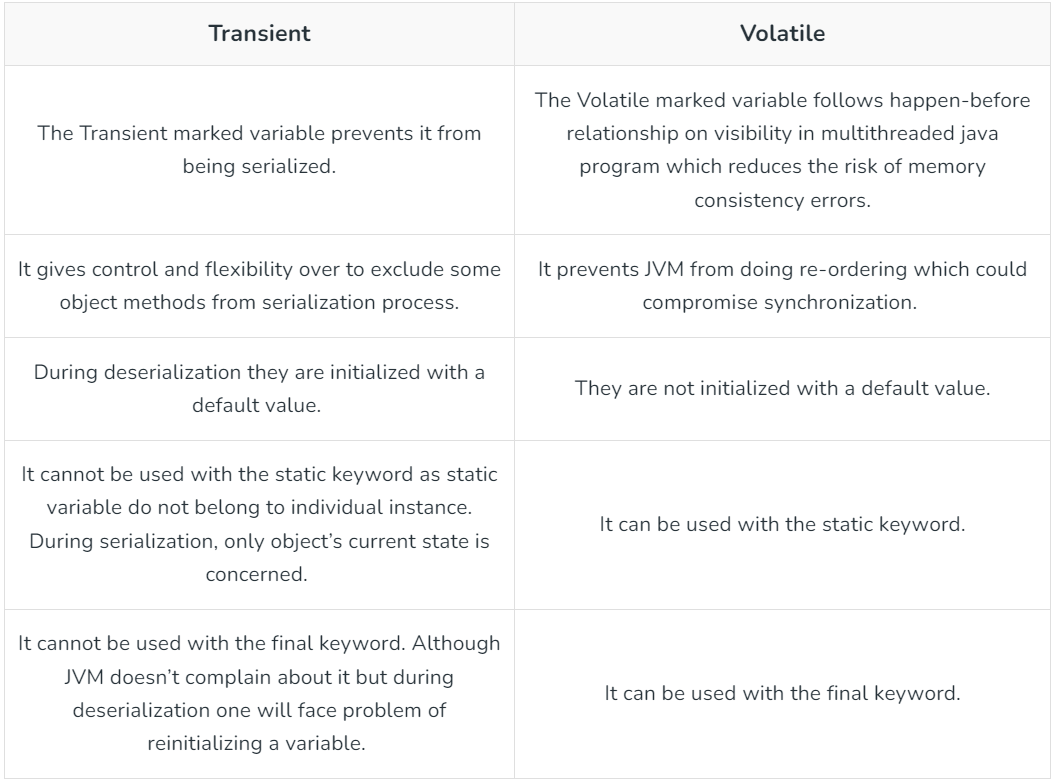 Transient
Volatile
The Transient marked variable prevents it from
being serialized.
The Volatile marked variable follows happen-before
relationship on visibility in multithreaded java
program which reduces the risk of memory
consistency errors.
It gives control and flexibility over to exclude some
object methods from serialization process.
It prevents JVM from doing re-ordering which could
compromise synchronization.
During deserialization they are initialized with a
default value.
They are not initialized with a default value.
It cannot be used with the static keyword as static
variable do not belong to individual instance.
During serialization, only object’s current state is
concerned.
It can be used with the static keyword.
It cannot be used with the final keyword. Although
JVM doesn’t complain about it but during
deserialization one will face problem of
reinitializing a variable.
It can be used with the final keyword.